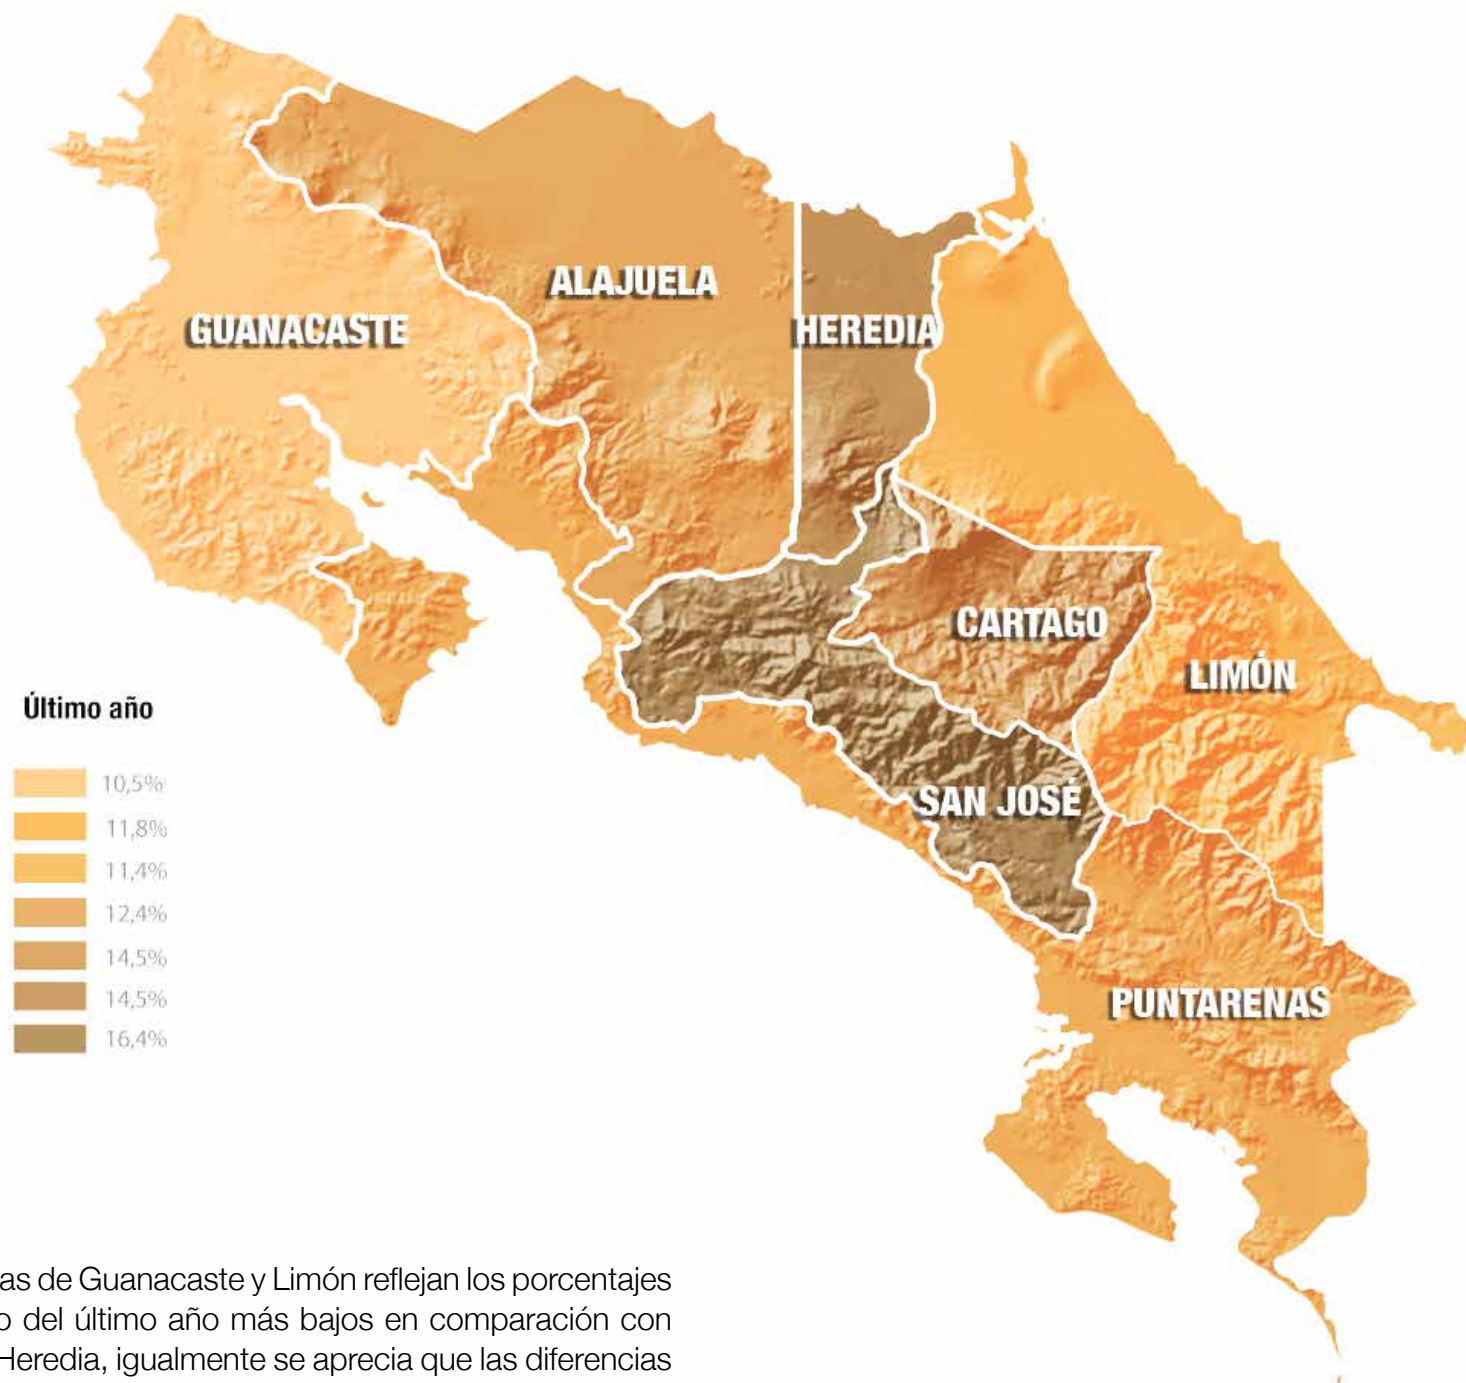 ALAJUELA
GUANACASTE
HEREDIA
CARTAGO
LIMÓN
SAN JOSÉ
PUNTARENAS
Último año
10,5%
11,8%
11,4%
12,4%
14,5%
14,5%
16,4%
as de Guanacaste y Limón reflejan los porcentajes
o del último año más bajos en comparación con
Heredia, igualmente se aprecia que las diferencias